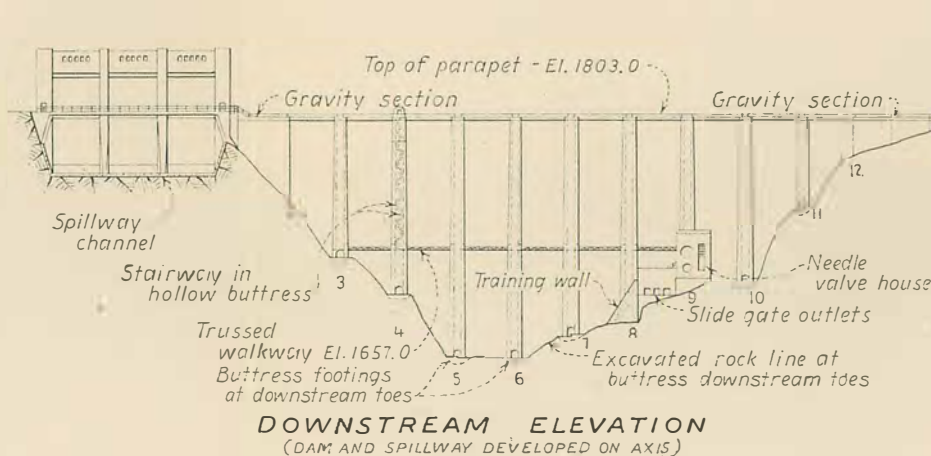 Top of parapet - El. 1803.0
Gravity section
Gravity section
12.
11
Spillway
channel
Stairway in
hollow buttress
3
Training wall
9
10
Needle
valve house
4
7
8
Slide gate outlets
Trussed
walkway El. 1657.0
Buttress footings
at downstream toes
5
6
Excavated rock line at
buttress downstream toes
DOWNSTREAM ELEVATION
(DAM AND SPILLWAY DEVELOPED ON AXIS)